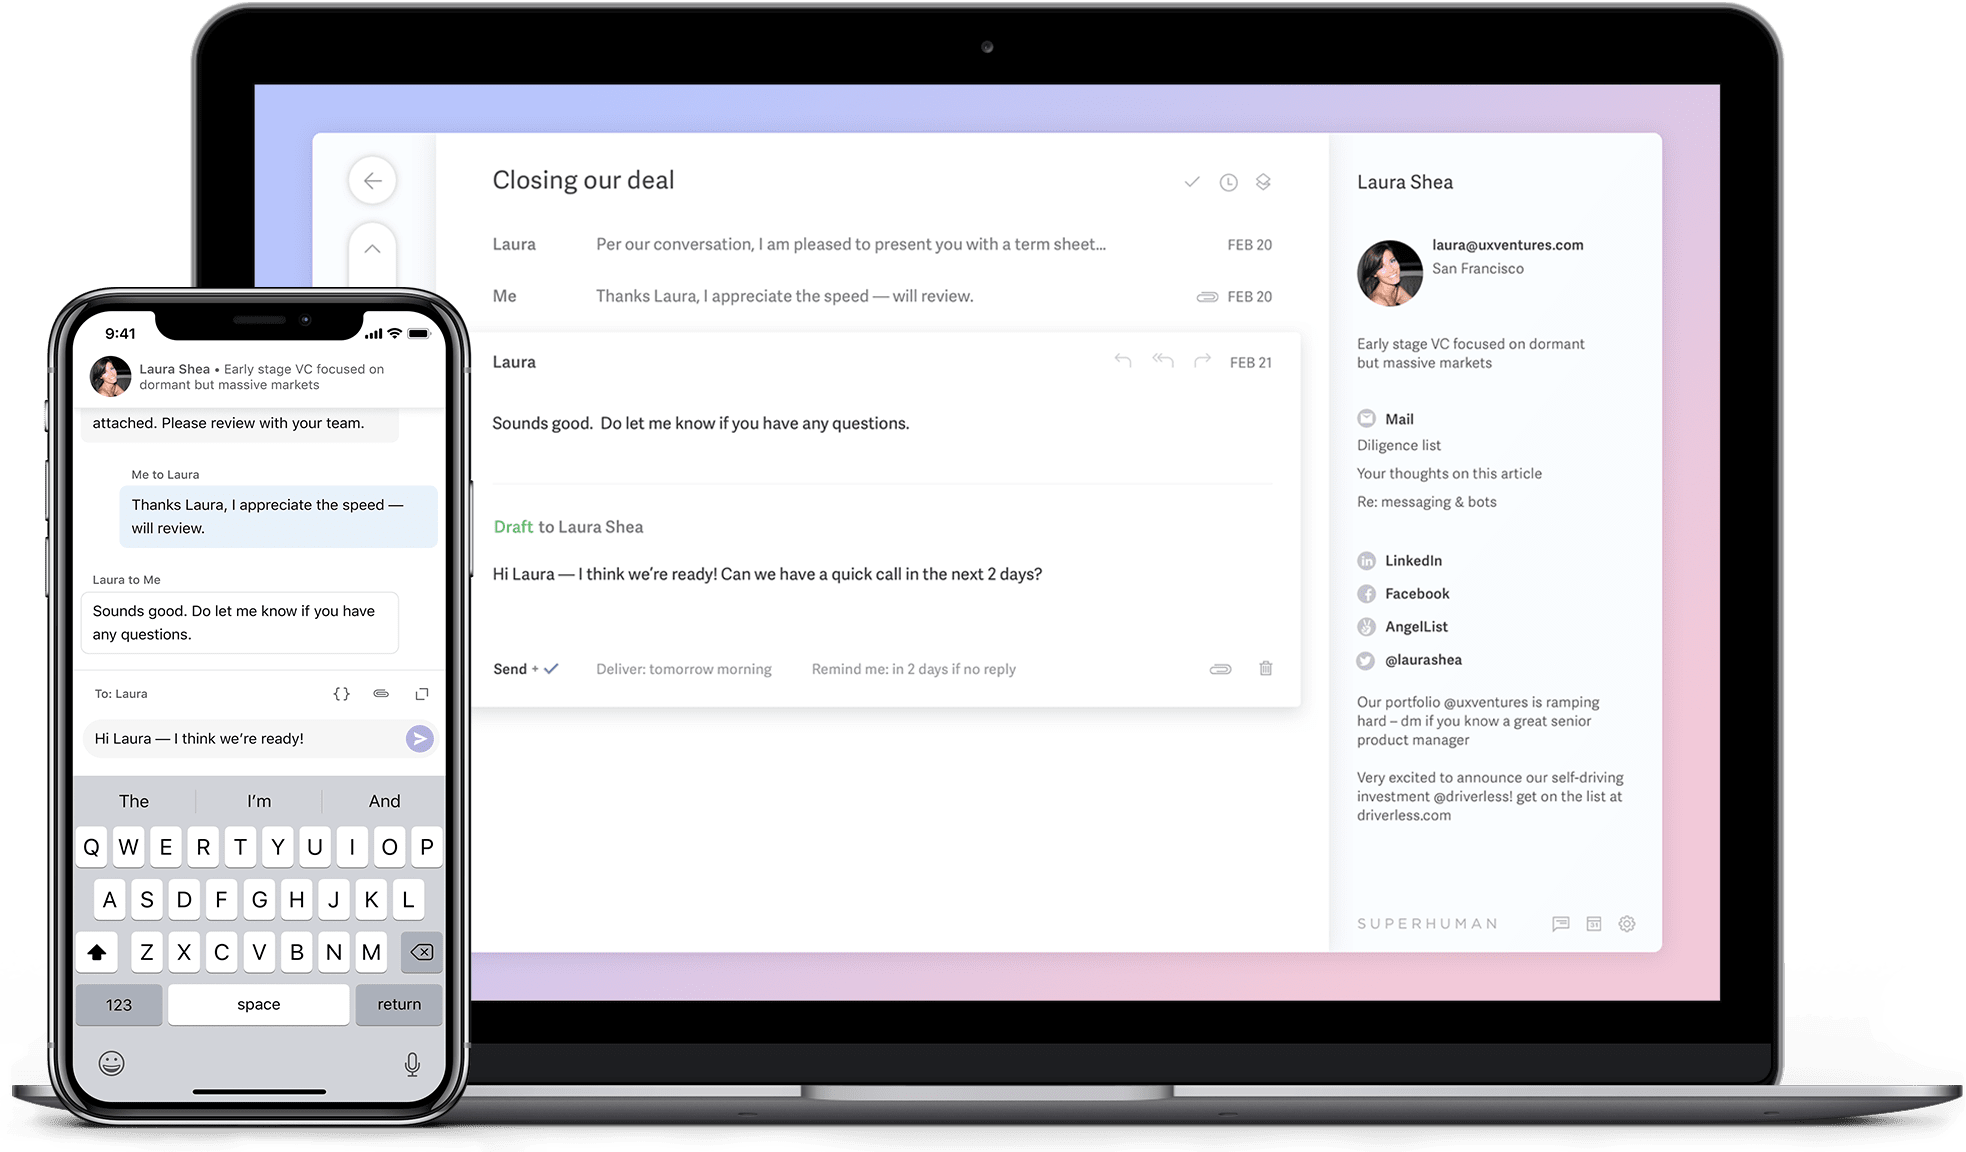 Closing our deal
Laura Per our conversation, I am pleased to present you with a term sheet... FEB 20
Me Thanks Laura, I appreciate the speed — will review. FEB 20
Laura FEB 21
Sounds good. Do let me know if you have any questions.
Draft to Laura Shea
Hi Laura — I think we're ready! Can we have a quick call in the next 2 days?
Send + Deliver: tomorrow morning Remind me: in 2 days if no reply
Laura Shea
laura@uxventures.com
San Francisco
Early stage VC focused on dormant
but massive markets
Mail
Diligence list
Your thoughts on this article
Re: messaging & bots
in LinkedIn
f Facebook
AngelList
@laurashea
Our portfolio @uxventures is ramping
hard – dm if you know a great senior
product manager
Very excited to announce our self-driving
investment @driverless! get on the list at
driverless.com
SUPERHUMAN 31
9:41
Laura Shea • Early stage VC focused on
dormant but massive markets
attached. Please review with your team.
Me to Laura
Thanks Laura, I appreciate the speed —
will review.
Laura to Me
Sounds good. Do let me know if you have
any questions.
To: Laura {}
Hi Laura — I think we're ready!
The I'm And
Q W E R T Y U I O P
A S D F G H J K L
Z X C V B N M
123 space return